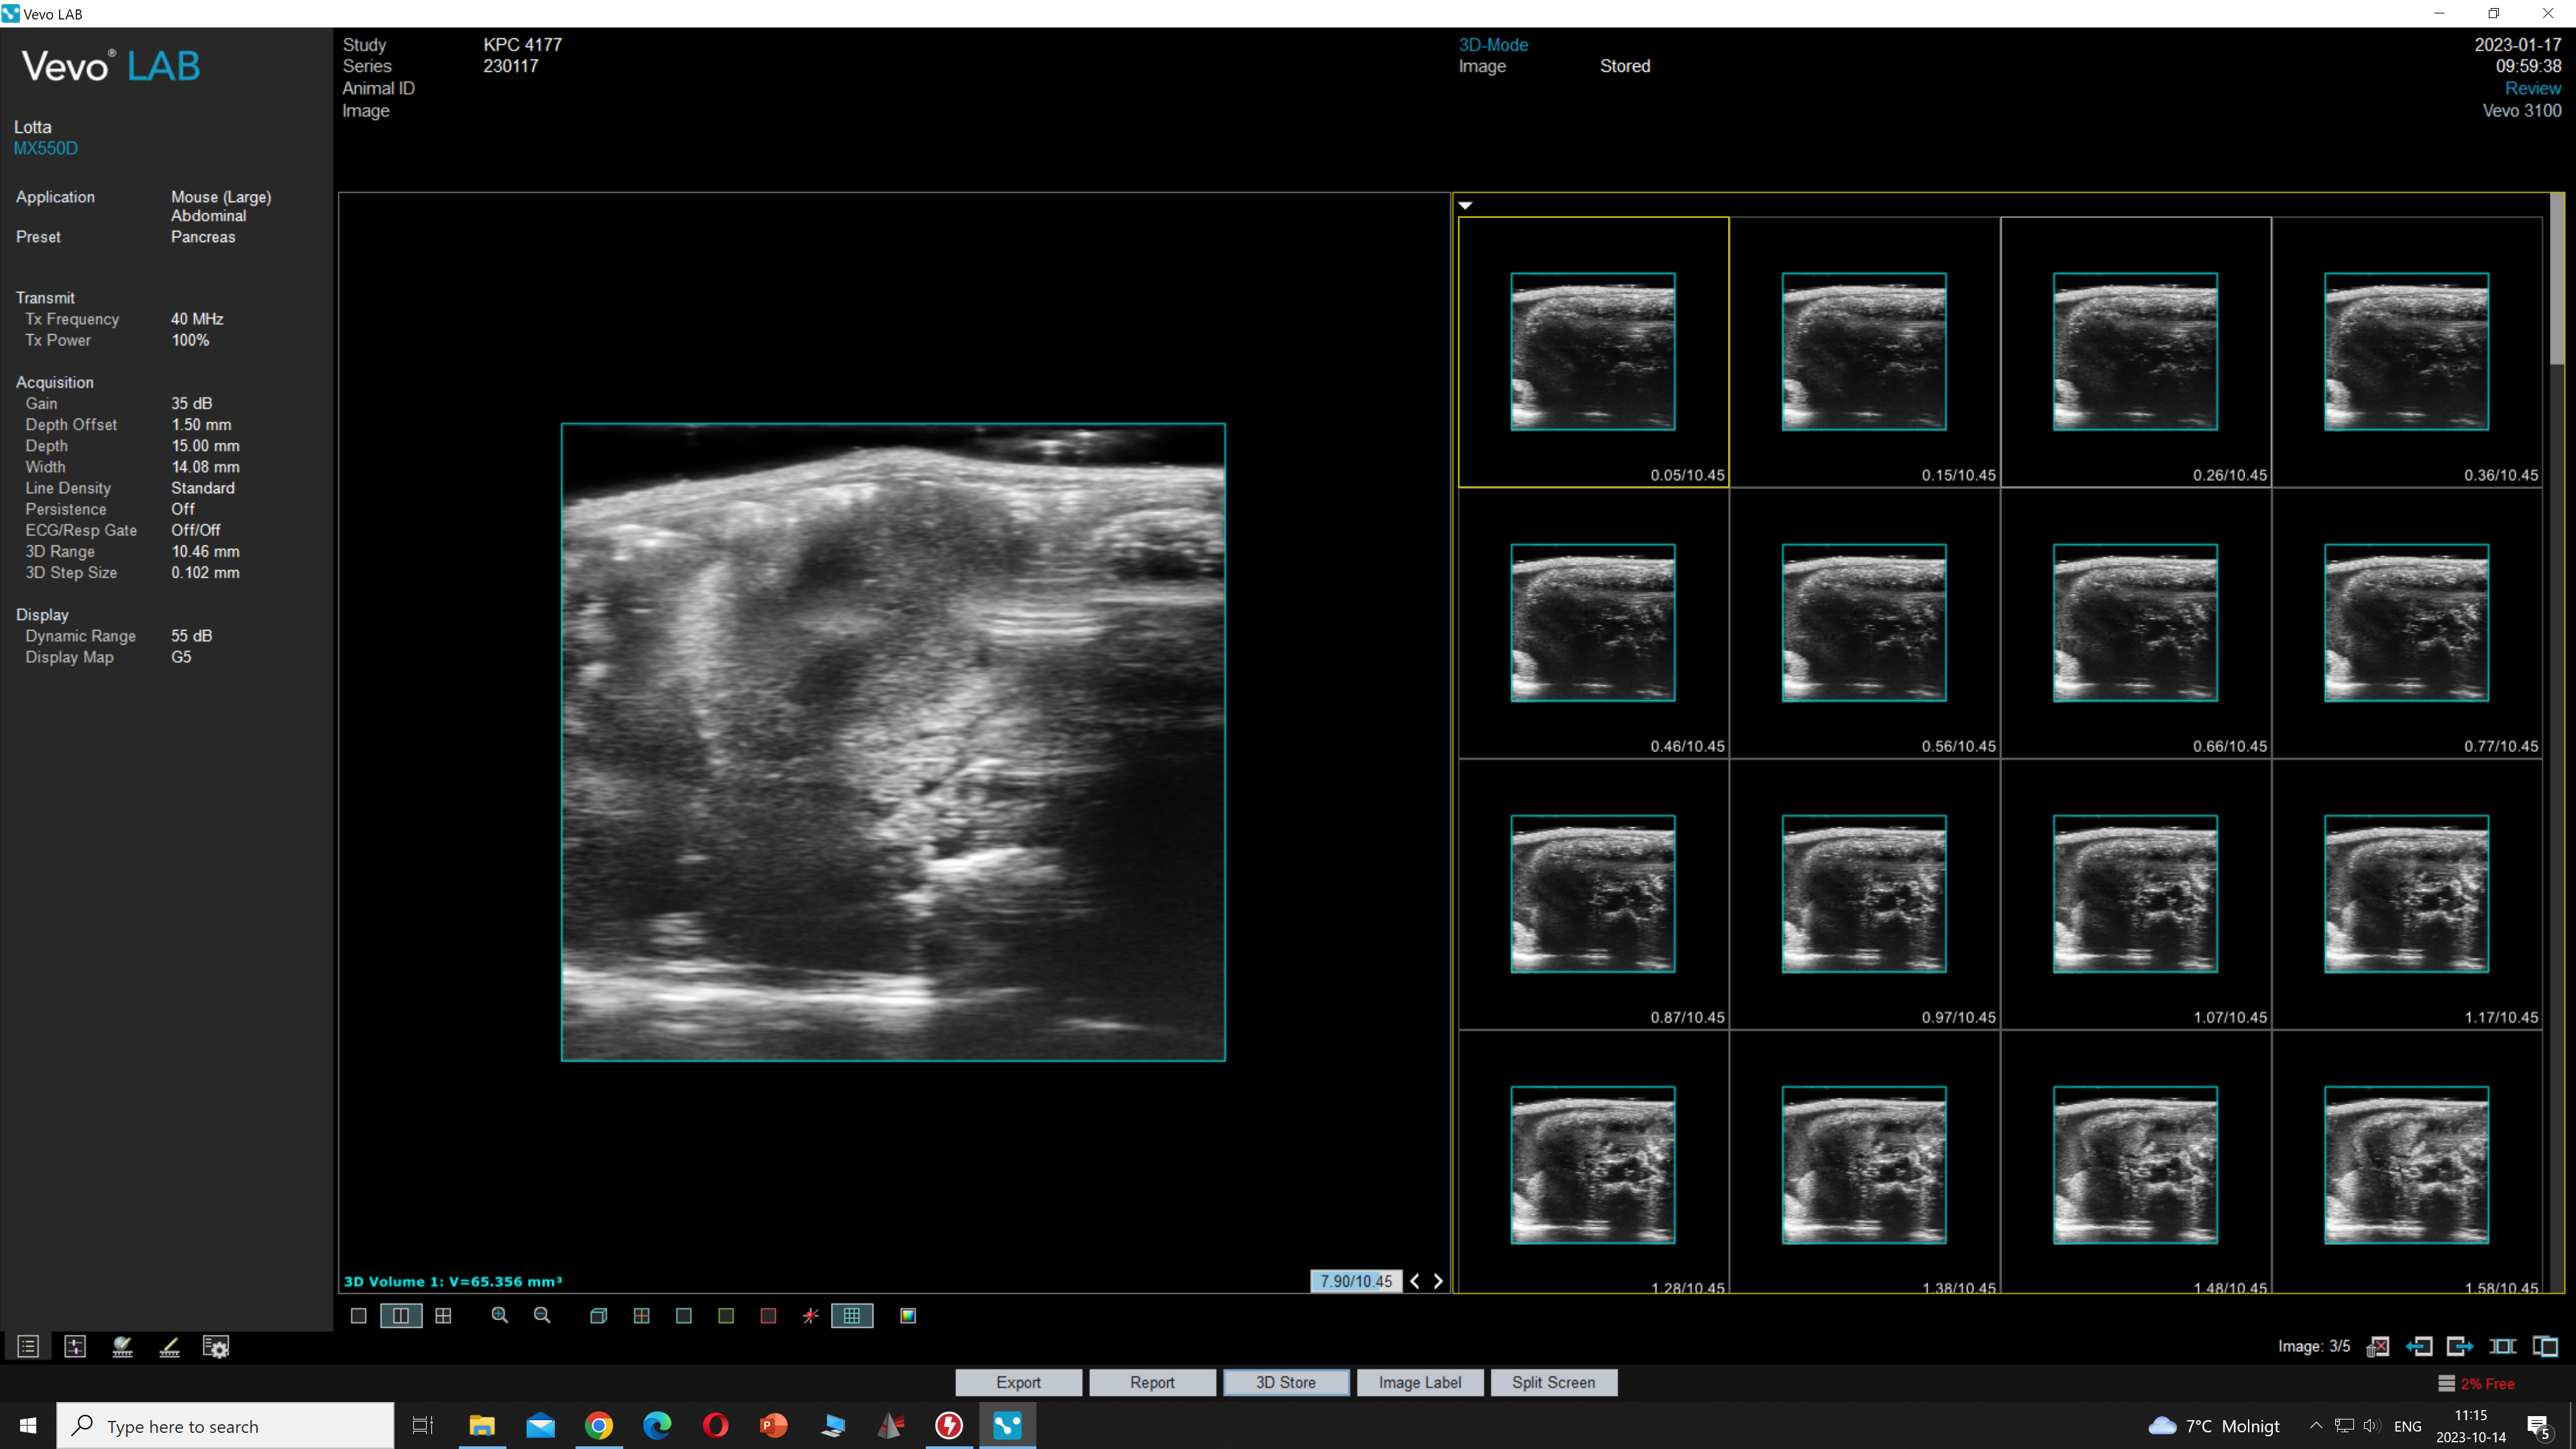 Vevo LAB
Vevo® LAB
Lotta
MX550D
Application Mouse (Large)
Abdominal
Preset Pancreas
Transmit
Tx Frequency 40 MHz
Tx Power 100%
Acquisition
Gain 35 dB
Depth Offset 1.50 mm
Depth 15.00 mm
Width 14.08 mm
Line Density Standard
Persistence Off
ECG/Resp Gate Off/Off
3D Range 10.46 mm
3D Step Size 0.102 mm
Display
Dynamic Range 55 dB
Display Map G5
Study KPC 4177
Series 230117
Animal ID
Image
3D-Mode
Image Stored
2023-01-17
09:59:38
Review
Vevo 3100
3D Volume 1: V=65.356 mm³
7.90/10.45
0.05/10.45 0.15/10.45 0.26/10.45 0.36/10.45
0.46/10.45 0.56/10.45 0.66/10.45 0.77/10.45
0.87/10.45 0.97/10.45 1.07/10.45 1.17/10.45
1.28/10.45 1.38/10.45 1.48/10.45 1.58/10.45
Image: 3/5
Export Report 3D Store Image Label Split Screen
2% Free
Type here to search
7°C Molnigt
ENG
11:15
2023-10-14
5